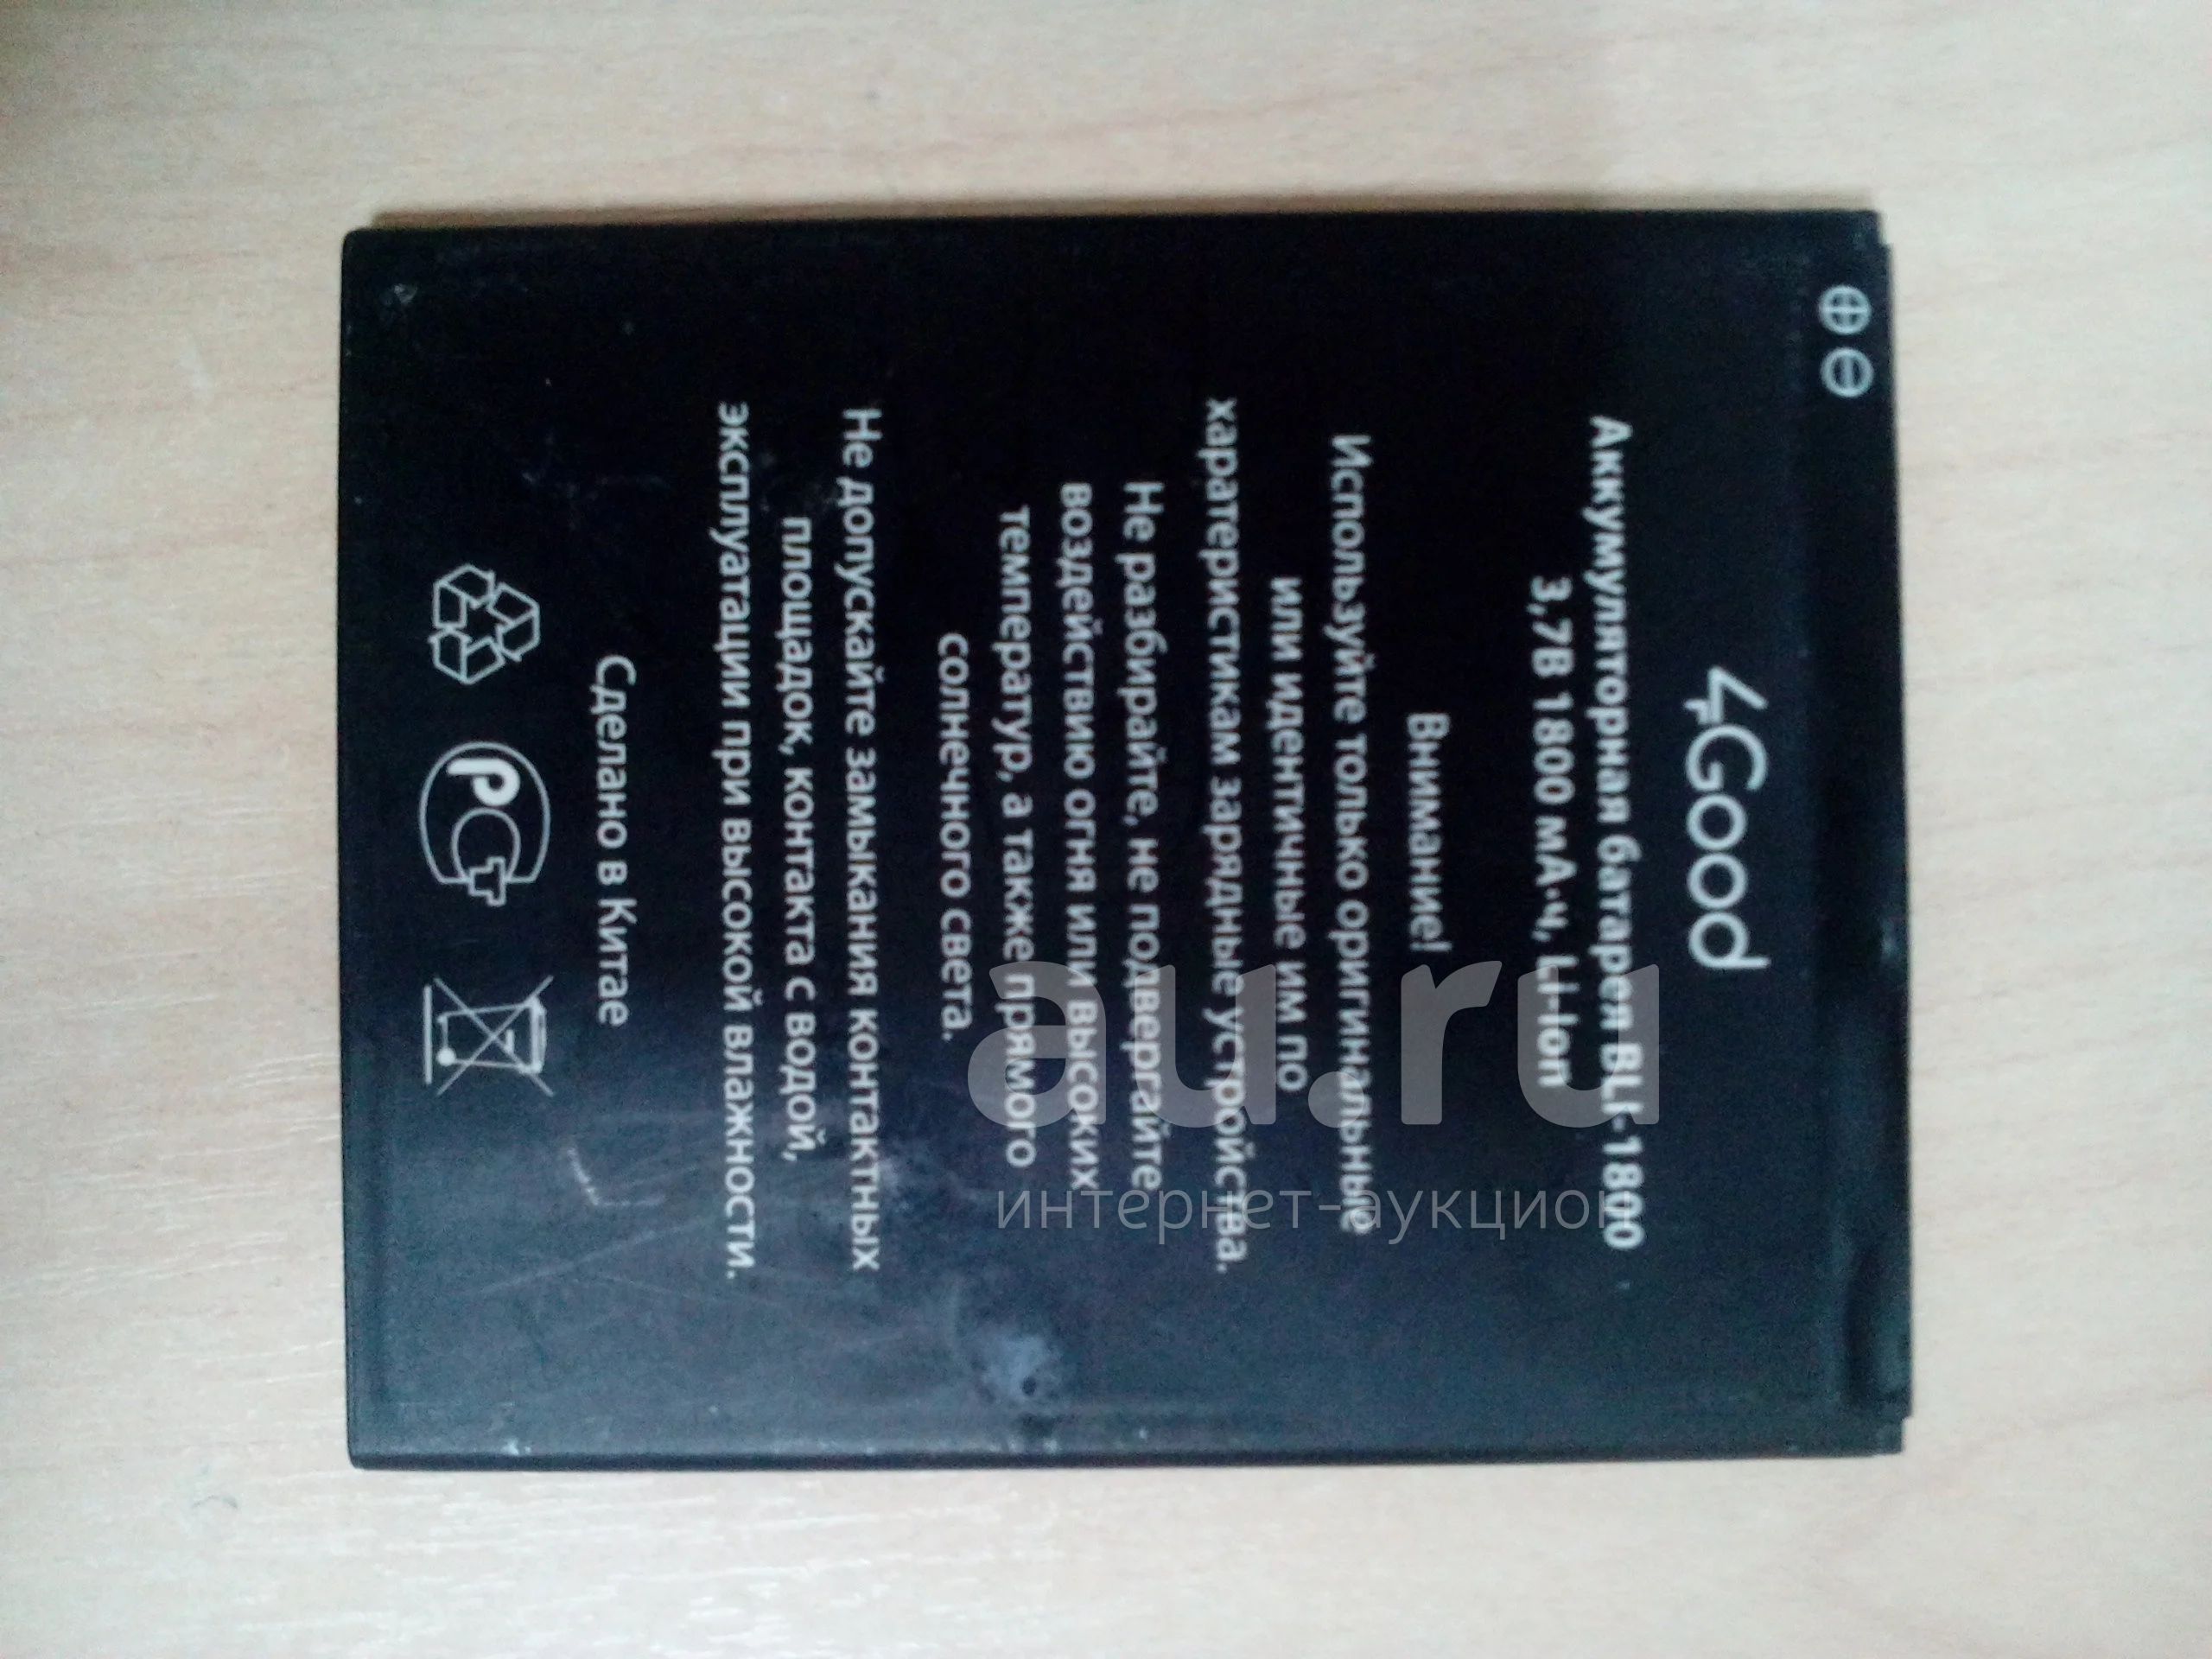 4Good
Аккумуляторная батарея BLI-1800
3,7В 1800 мА·ч, Li-Ion
Внимание!
Используйте только оригинальные
или идентичные им по
харатеристикам зарядные устройства.
Не разбирайте, не подвергайте
воздействию огня или высоких
температур, а также прямого
солнечного света.
Не допускайте замыкания контактных
площадок, контакта с водой,
эксплуатации при высокой влажности.
Сделано в Китае
au.ru
интернет-аукцион